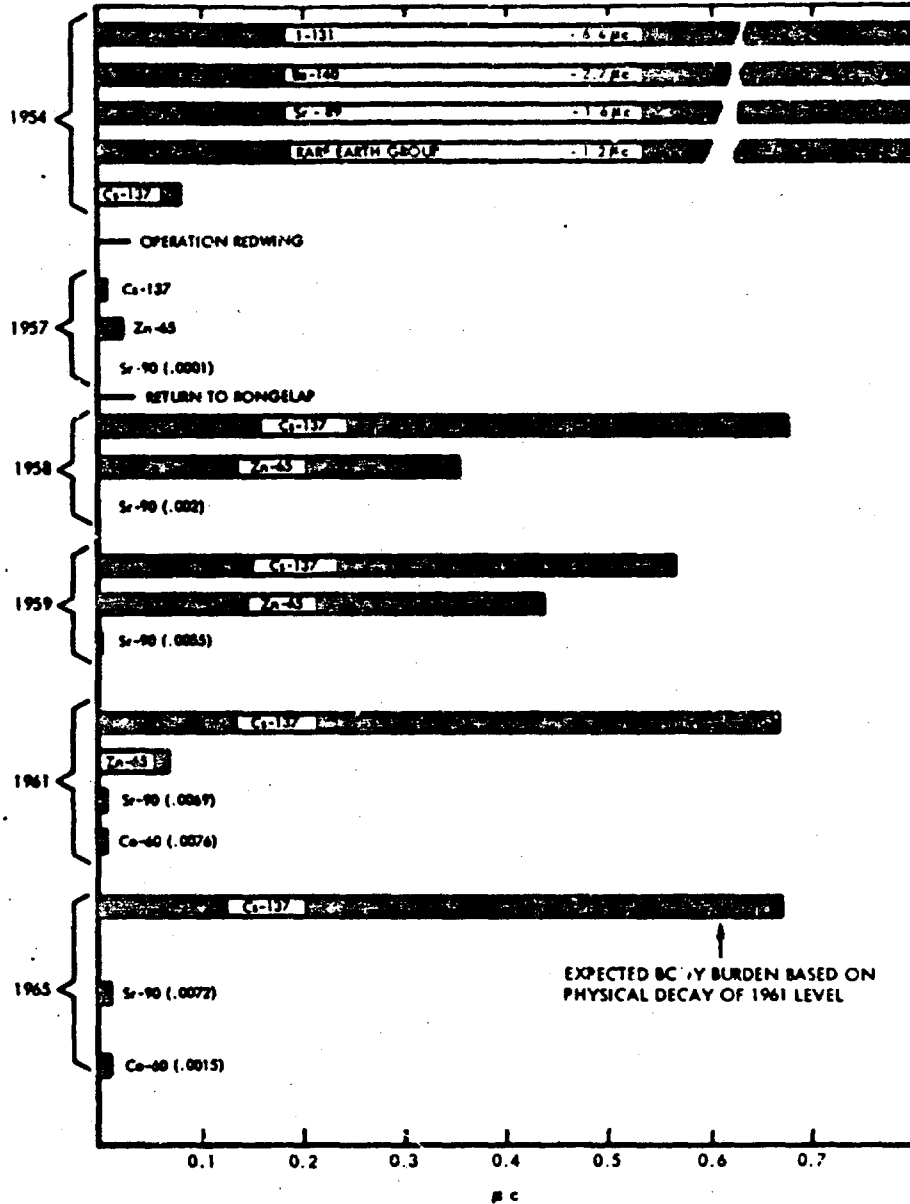 1954
I-131 - 6.4 μc
Ba-140 - 2.7 μc
Sr-89 - 1.6 μc
RARE EARTH GROUP - 1.2 μc
Cs-137
OPERATION REDWING
1957
Cs-137
Zn-65
Sr-90 (.0001)
RETURN TO RONGELAP
1958
Cs-137
Zn-65
Sr-90 (.002)
1959
Cs-137
Zn-65
Sr-90 (.0055)
1961
Cs-137
Zn-65
Sr-90 (.0069)
Co-60 (.0076)
1965
Cs-137
EXPECTED BODY BURDEN BASED ON
PHYSICAL DECAY OF 1961 LEVEL
Sr-90 (.0072)
Co-60 (.0015)
0.1 0.2 0.3 0.4 0.5 0.6 0.7
μ c